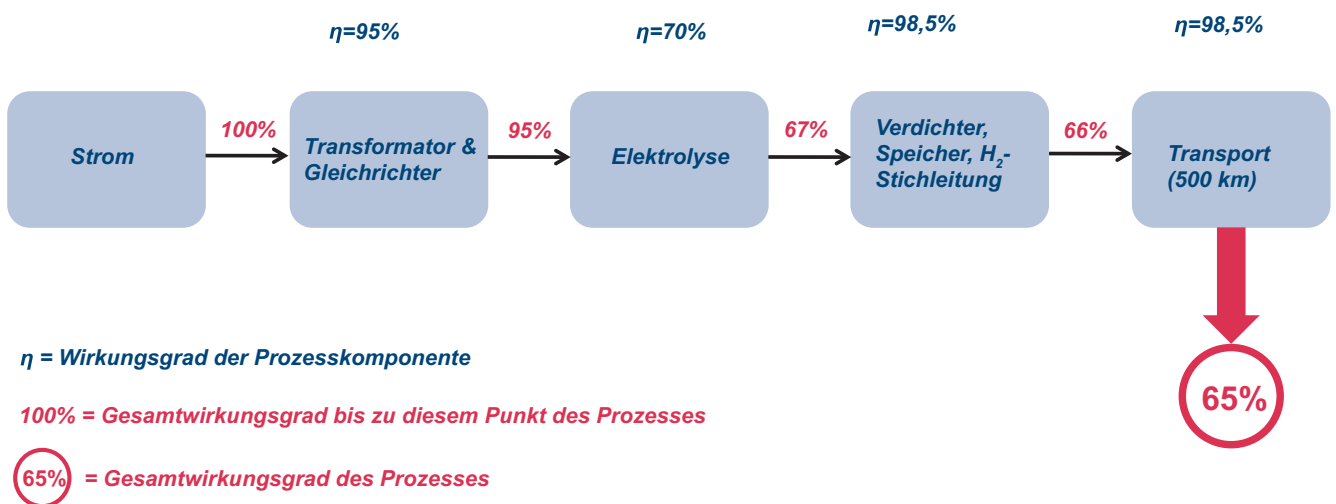 η=95%
η=70%
η=98,5%
η=98,5%
Strom
100%
Transformator &
Gleichrichter
95%
Elektrolyse
67%
Verdichter,
Speicher, H₂-
Stichleitung
66%
Transport
(500 km)
η = Wirkungsgrad der Prozesskomponente
100% = Gesamtwirkungsgrad bis zu diesem Punkt des Prozesses
65%
65% = Gesamtwirkungsgrad des Prozesses